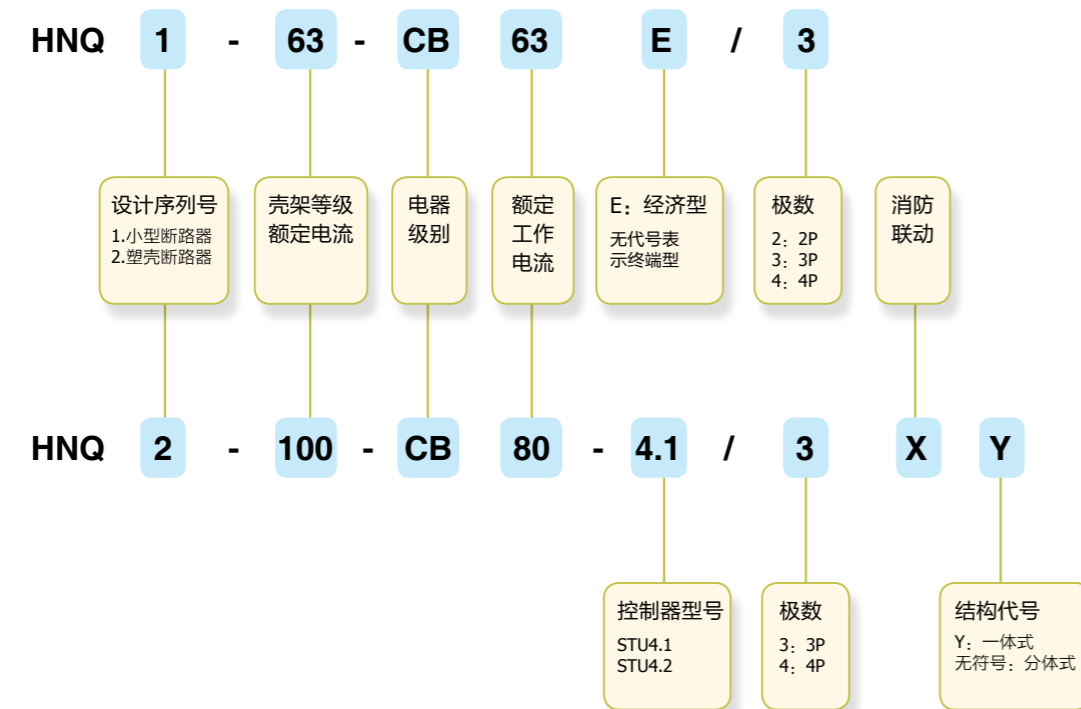 HNQ 1 - 63 - CB 63 E / 3
设计序列号
1.小型断路器
2.塑壳断路器
壳架等级
额定电流
电器
级别
额定
工作
电流
E：经济型
无代号表
示终端型
极数
2：2P
3：3P
4：4P
消防
联动
HNQ 2 - 100 - CB 80 - 4.1 / 3 X Y
控制器型号
STU4.1
STU4.2
极数
3：3P
4：4P
结构代号
Y：一体式
无符号：分体式